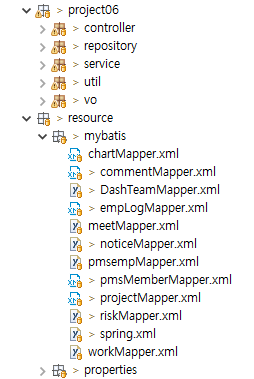 > project06
> controller
> repository
> service
> util
> vo
> resource
> mybatis
chartMapper.xml
> commentMapper.xml
> DashTeamMapper.xml
> empLogMapper.xml
meetMapper.xml
> noticeMapper.xml
pmsempMapper.xml
> pmsMemberMapper.xml
> projectMapper.xml
> riskMapper.xml
> spring.xml
workMapper.xml
> properties